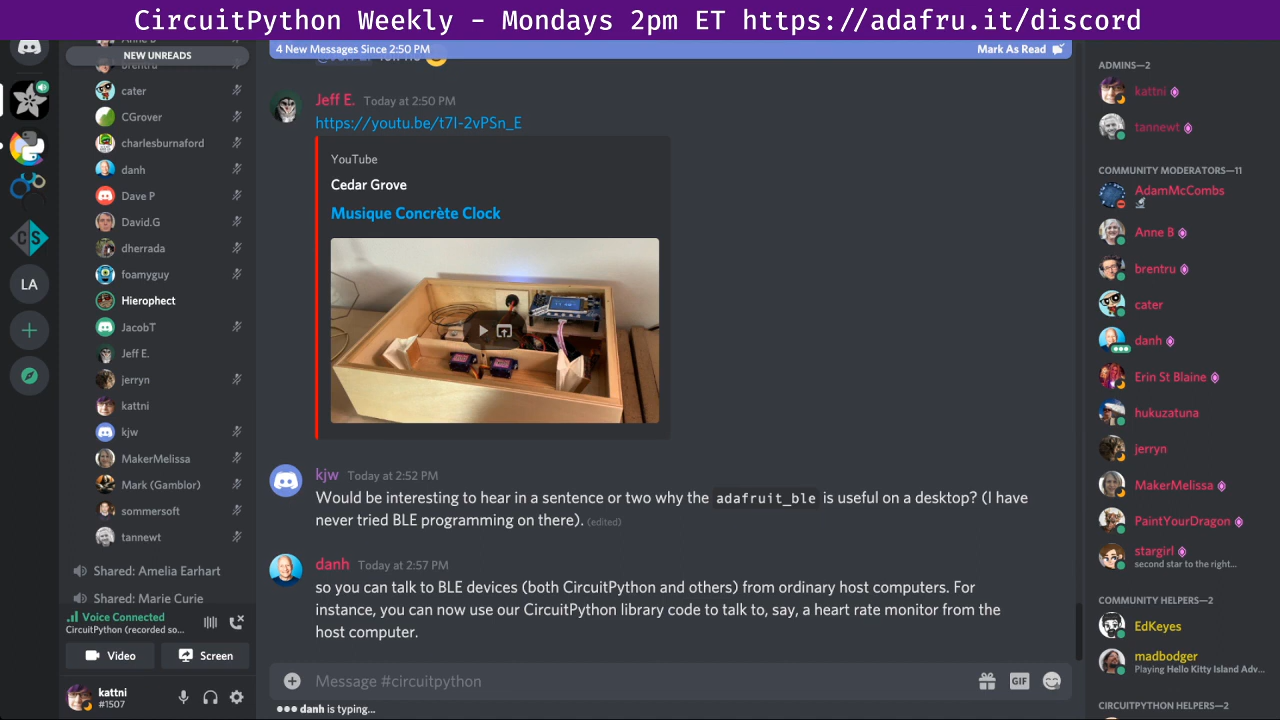 CircuitPython Weekly - Mondays 2pm ET https://adafru.it/discord
NEW UNREADS
brentru
cater
CGrover
charlesburnaford
danh
Dave P
David.G
dherrada
foamyguy
Hierophect
JacobT
Jeff E.
jerryn
kattni
kjw
MakerMelissa
Mark (Gamblor)
sommersoft
tannewt
Shared: Amelia Earhart
Shared: Marie Curie
Voice Connected
CircuitPython (recorded so...
Video
Screen
kattni
#1507
CS
LA
4 New Messages Since 2:50 PM
Mark As Read
Jeff E. Today at 2:50 PM
https://youtu.be/t7I-2vPSn_E
YouTube
Cedar Grove
Musique Concrète Clock
kjw Today at 2:52 PM
Would be interesting to hear in a sentence or two why the adafruit_ble is useful on a desktop? (I have
never tried BLE programming on there). (edited)
danh Today at 2:57 PM
so you can talk to BLE devices (both CircuitPython and others) from ordinary host computers. For
instance, you can now use our CircuitPython library code to talk to, say, a heart rate monitor from the
host computer.
Message #circuitpython
GIF
danh is typing...
ADMINS—2
kattni
tannewt
COMMUNITY MODERATORS—11
AdamMcCombs
Anne B
brentru
cater
danh
Erin St Blaine
hukuzatuna
jerryn
MakerMelissa
PaintYourDragon
stargirl
second star to the right...
COMMUNITY HELPERS—2
EdKeyes
madbodger
Playing Hello Kitty Island Adv...
CIRCUITPYTHON HELPERS—2